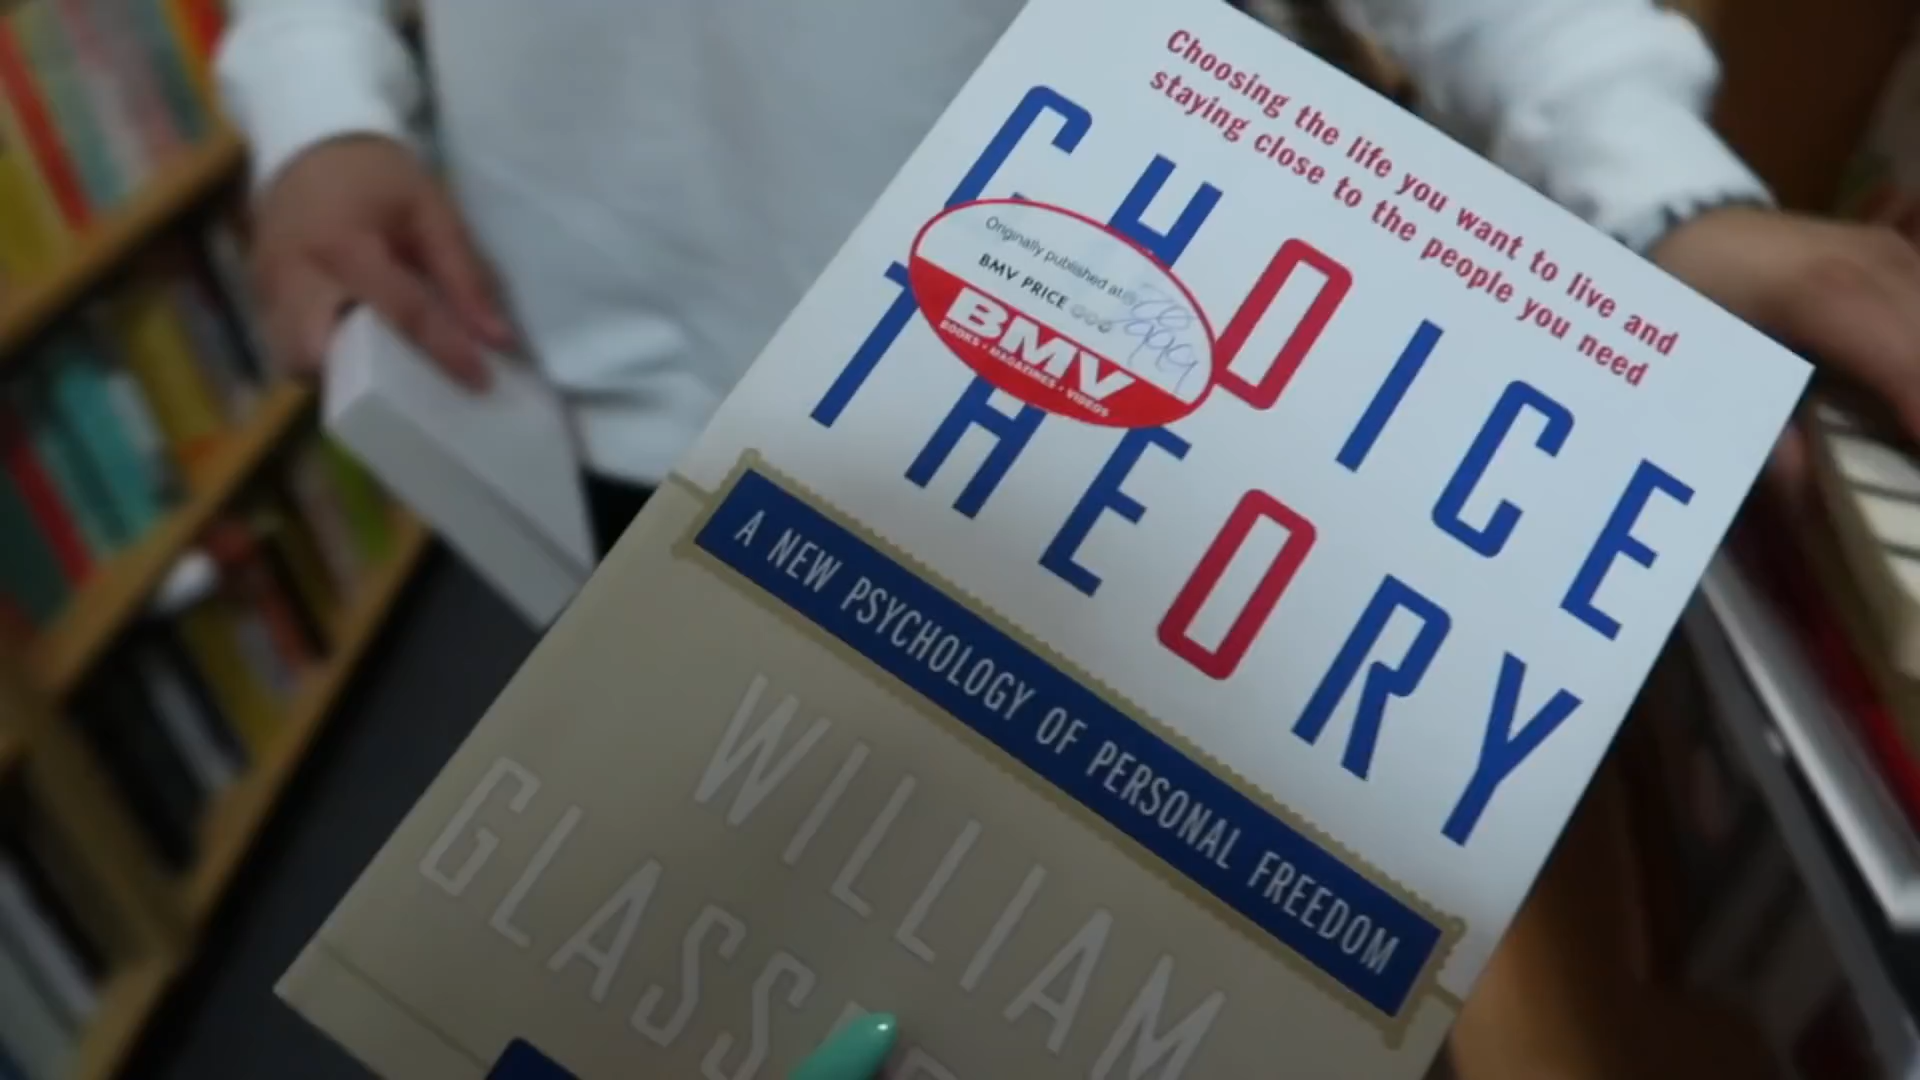 Choosing the life you want to live and
staying close to the people you need
CHOICE
THEORY
Originally published at
BMV PRICE
BMV
BOOKS • MAGAZINES • VIDEOS
A NEW PSYCHOLOGY OF PERSONAL FREEDOM
WILLIAM
GLASSER